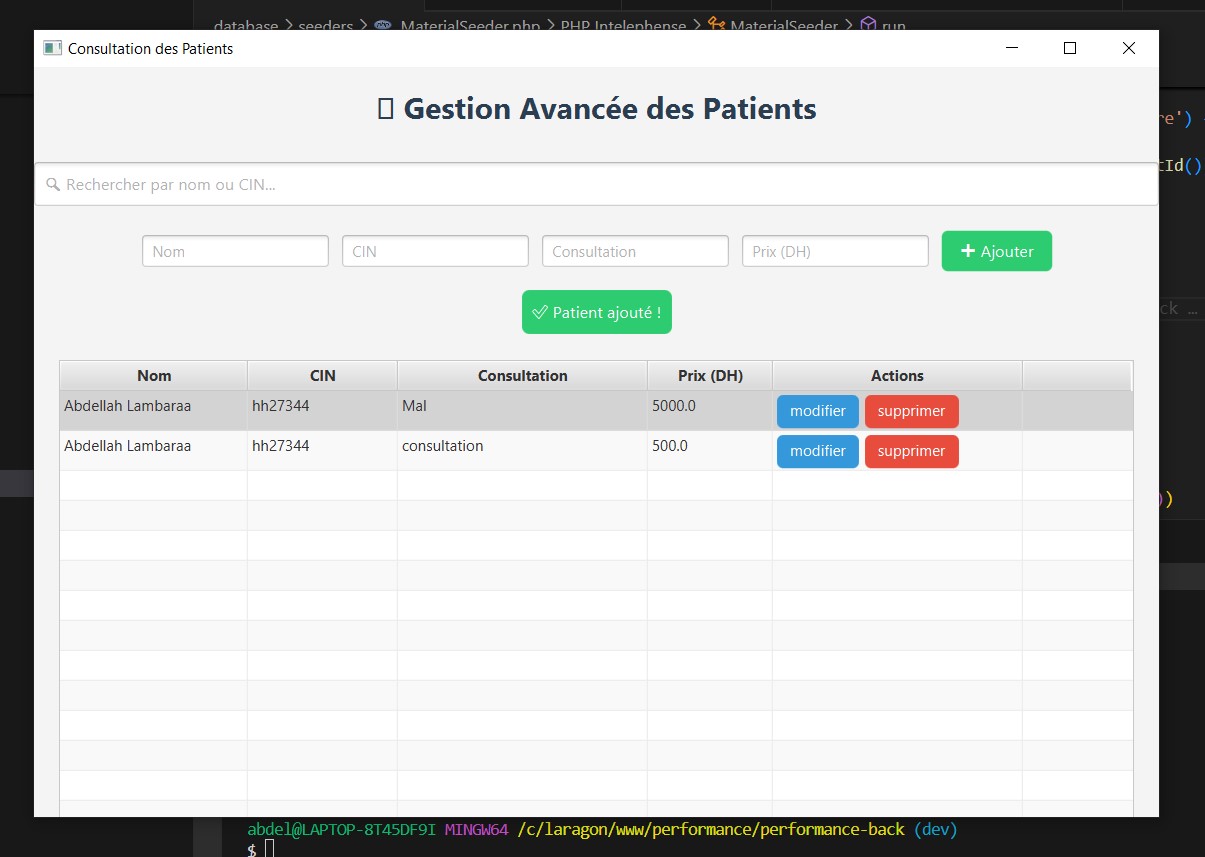 database > seeders > MaterialSeeder.php > PHP Intelephense > MaterialSeeder > run
Consultation des Patients
re')
Gestion Avancée des Patients
tId()
Rechercher par nom ou CIN...
Nom CIN Consultation Prix (DH) + Ajouter
ck ...
✓ Patient ajouté !
Nom CIN Consultation Prix (DH) Actions
Abdellah Lambaraa hh27344 Mal 5000.0 modifier supprimer
Abdellah Lambaraa hh27344 consultation 500.0 modifier supprimer
))
abdel@LAPTOP-8T45DF9I MINGW64 /c/laragon/www/performance/performance-back (dev)
$